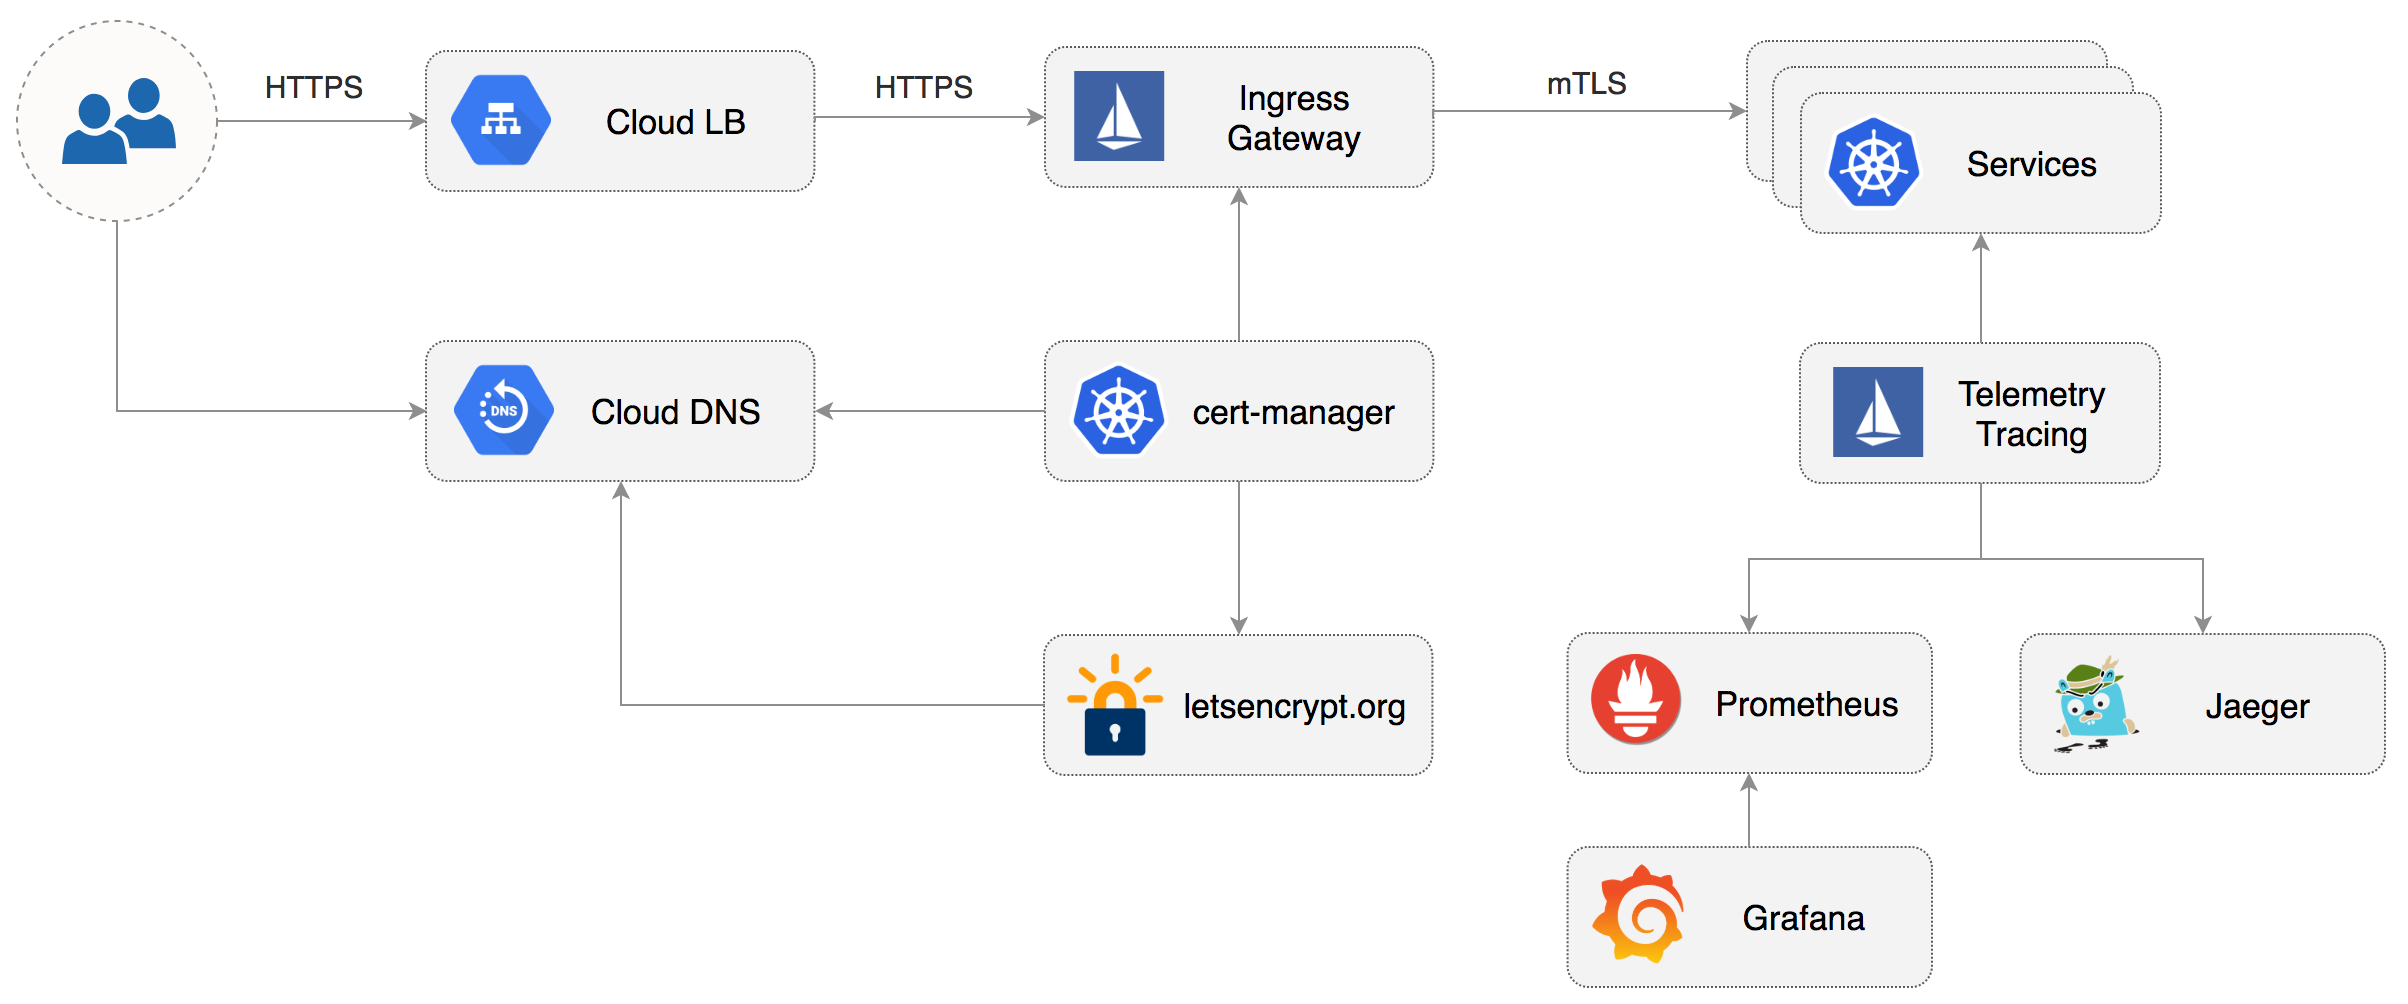 HTTPS
Cloud LB
HTTPS
Ingress
Gateway
mTLS
Services
DNS
Cloud DNS
cert-manager
Telemetry
Tracing
letsencrypt.org
Prometheus
Jaeger
Grafana